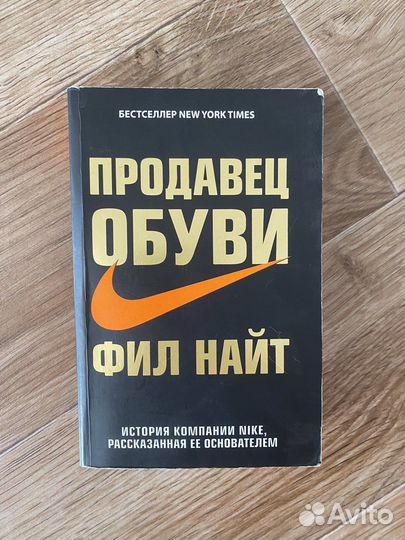 БЕСТСЕЛЛЕР NEW YORK TIMES
ПРОДАВЕЦ
ОБУВИ
ФИЛ НАЙТ
ИСТОРИЯ КОМПАНИИ NIKE,
РАССКАЗАННАЯ ЕЕ ОСНОВАТЕЛЕМ
Avito